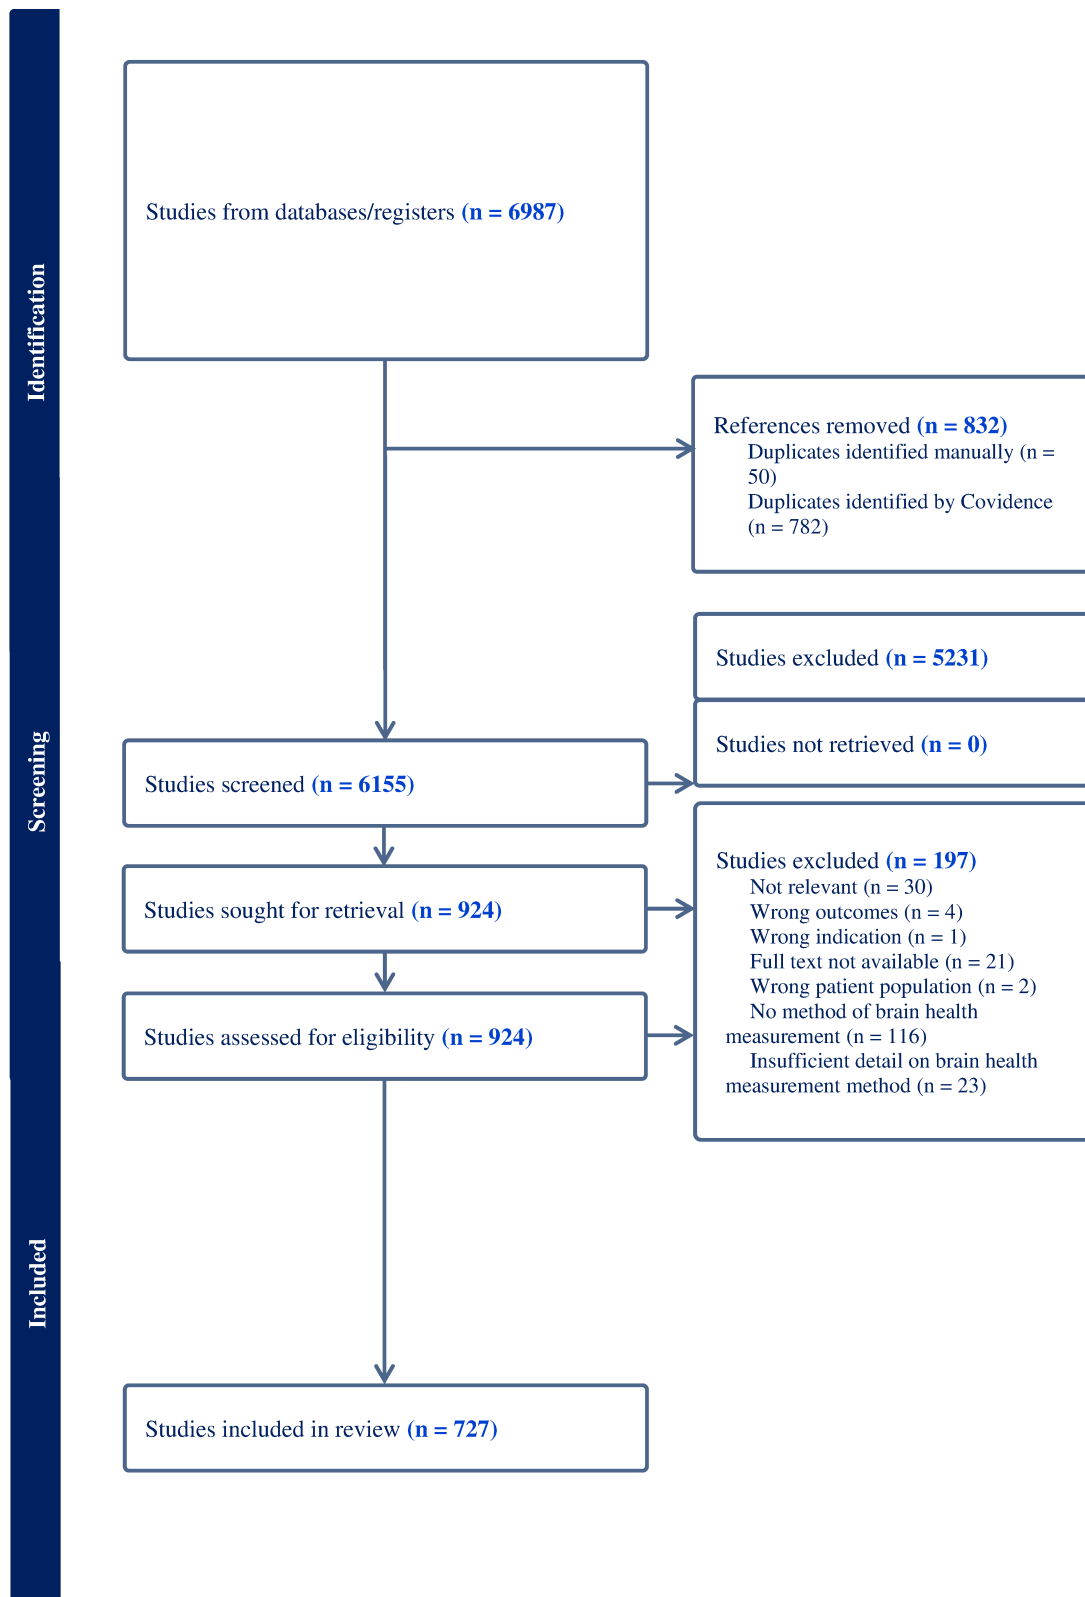 Identification
Studies from databases/registers (n = 6987)
References removed (n = 832)
Duplicates identified manually (n =
50)
Duplicates identified by Covidence
(n = 782)
Screening
Studies screened (n = 6155)
Studies excluded (n = 5231)
Studies sought for retrieval (n = 924)
Studies not retrieved (n = 0)
Studies assessed for eligibility (n = 924)
Studies excluded (n = 197)
Not relevant (n = 30)
Wrong outcomes (n = 4)
Wrong indication (n = 1)
Full text not available (n = 21)
Wrong patient population (n = 2)
No method of brain health
measurement (n = 116)
Insufficient detail on brain health
measurement method (n = 23)
Included
Studies included in review (n = 727)